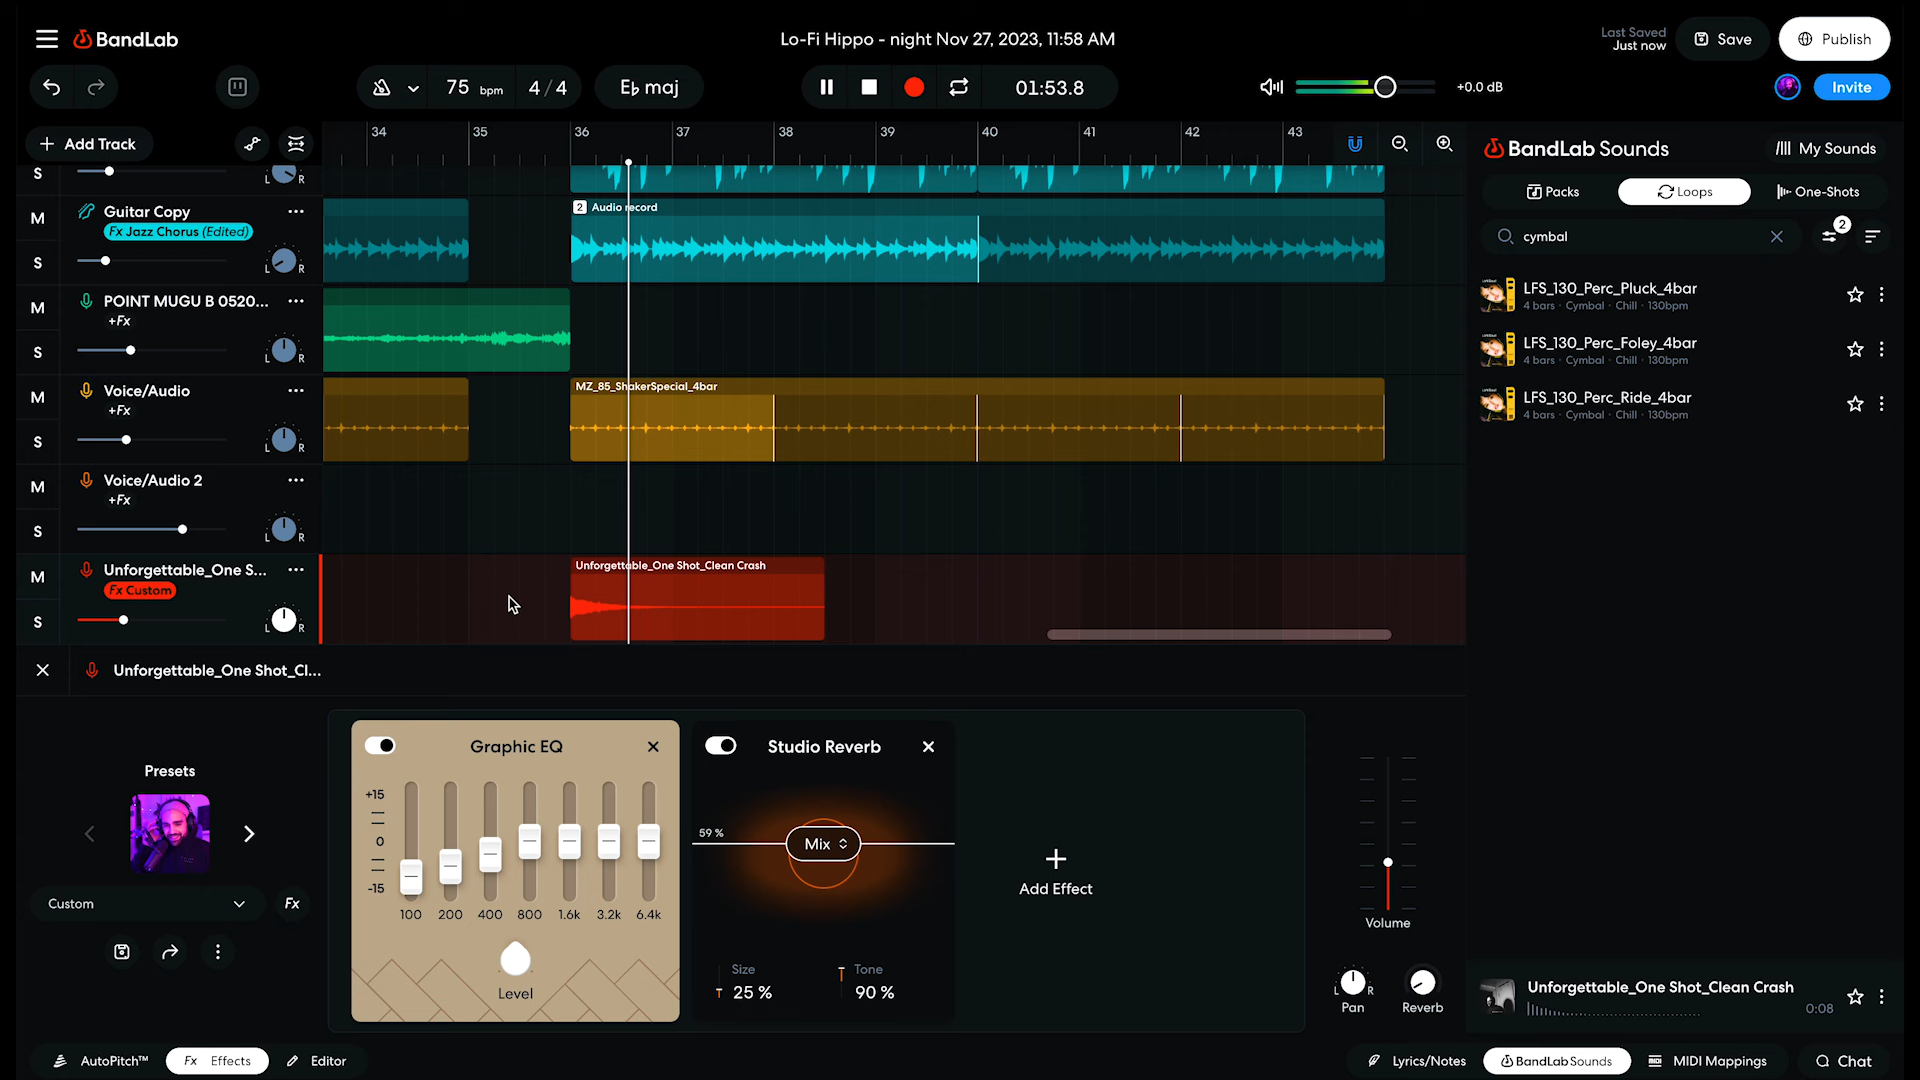 BandLab
Lo-Fi Hippo - night Nov 27, 2023, 11:58 AM
Last Saved
Just now
Save
Publish
75 bpm
4 / 4
E♭ maj
01:53.8
+0.0 dB
Invite
Add Track
34
35
36
37
38
39
40
41
42
43
BandLab Sounds
My Sounds
Packs
Loops
One-Shots
cymbal
2
S
L R
M
Guitar Copy
Fx Jazz Chorus (Edited)
S
L R
2 Audio record
M
POINT MUGU B 0520...
+Fx
S
L R
M
Voice/Audio
+Fx
S
L R
MZ_85_ShakerSpecial_4bar
M
Voice/Audio 2
+Fx
S
L R
M
Unforgettable_One S...
Fx Custom
S
L R
Unforgettable_One Shot_Clean Crash
LFS_130_Perc_Pluck_4bar
4 bars · Cymbal · Chill · 130bpm
LFS_130_Perc_Foley_4bar
4 bars · Cymbal · Chill · 130bpm
LFS_130_Perc_Ride_4bar
4 bars · Cymbal · Chill · 130bpm
Unforgettable_One Shot_Cl...
Presets
Custom
Fx
Graphic EQ
+15
0
-15
100 200 400 800 1.6k 3.2k 6.4k
Level
Studio Reverb
59 %
Mix
Size
25 %
Tone
90 %
Add Effect
Volume
L R
Pan
Reverb
Unforgettable_One Shot_Clean Crash
0:08
AutoPitch™
Fx Effects
Editor
Lyrics/Notes
BandLab Sounds
MIDI Mappings
Chat